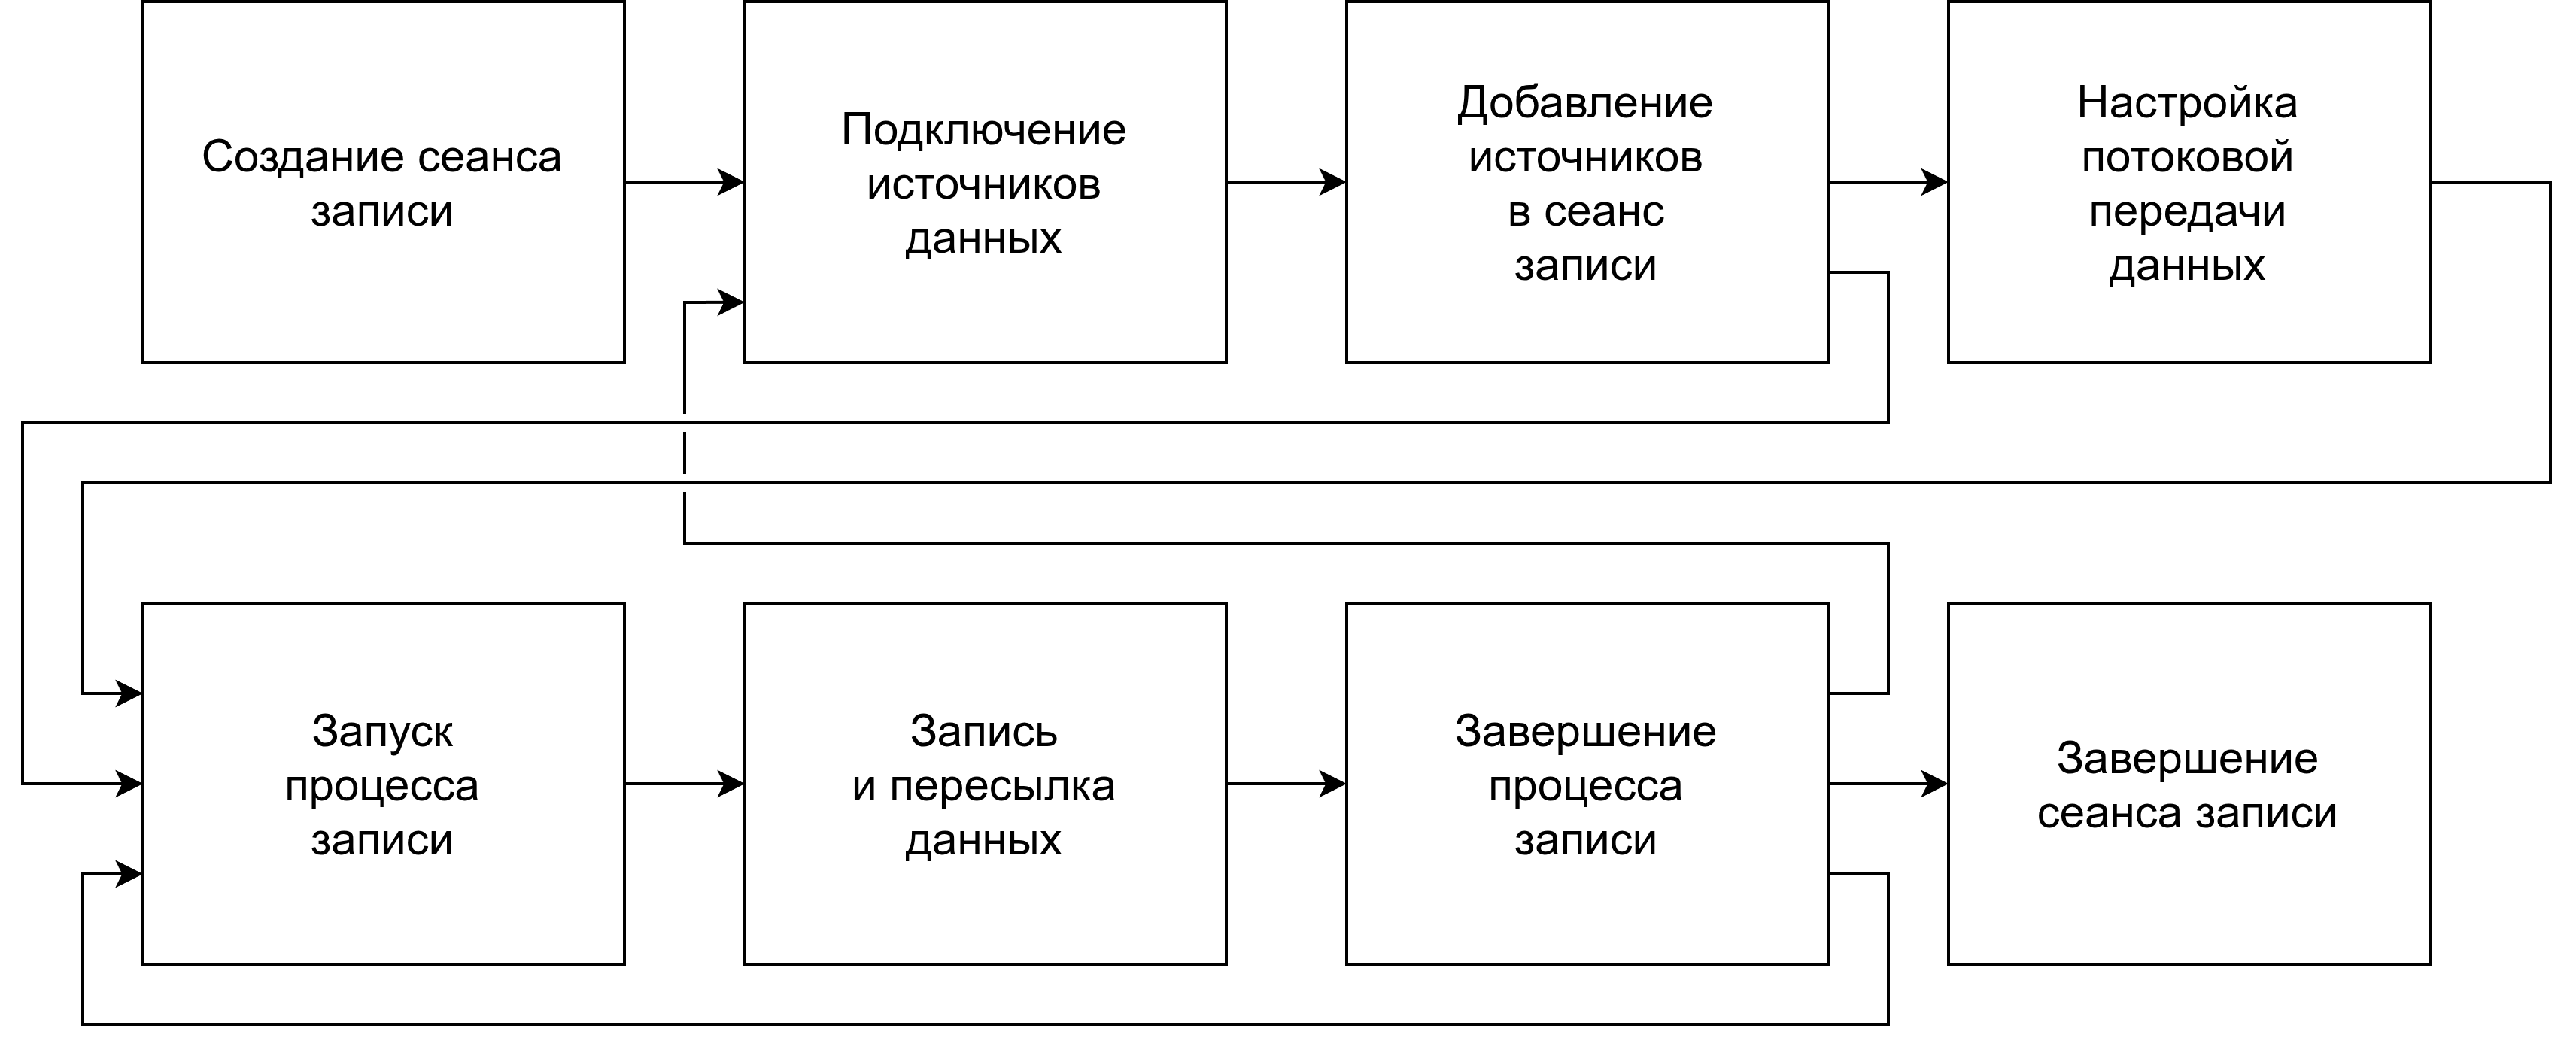 Создание сеанса
записи
Подключение
источников
данных
Добавление
источников
в сеанс
записи
Настройка
потоковой
передачи
данных
Запуск
процесса
записи
Запись
и пересылка
данных
Завершение
процесса
записи
Завершение
сеанса записи